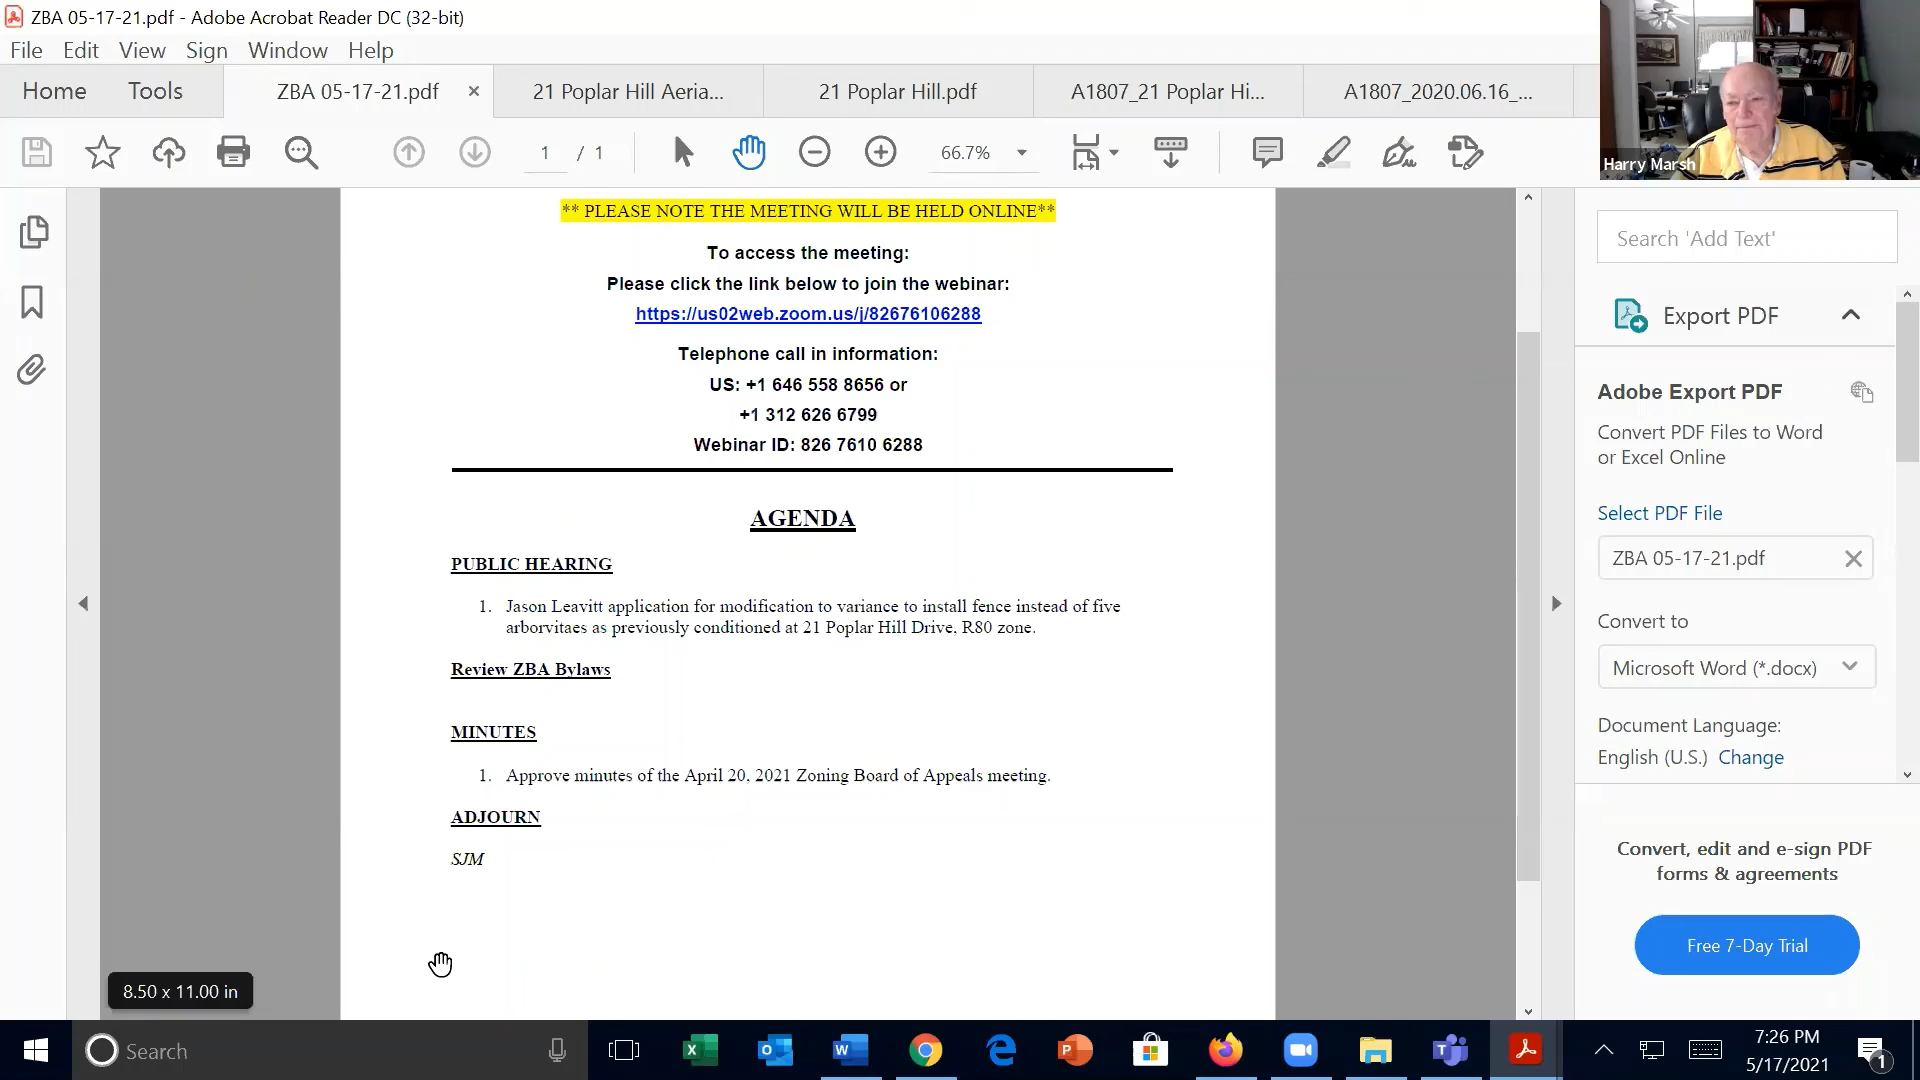 ZBA 05-17-21.pdf - Adobe Acrobat Reader DC (32-bit)
File Edit View Sign Window Help
Home Tools ZBA 05-17-21.pdf 21 Poplar Hill Aeria... 21 Poplar Hill.pdf A1807_21 Poplar Hi... A1807_2020.06.16_...
1 / 1 66.7%
Harry Marsh
** PLEASE NOTE THE MEETING WILL BE HELD ONLINE**
To access the meeting:
Please click the link below to join the webinar:
https://us02web.zoom.us/j/82676106288
Telephone call in information:
US: +1 646 558 8656 or
+1 312 626 6799
Webinar ID: 826 7610 6288
AGENDA
PUBLIC HEARING
1. Jason Leavitt application for modification to variance to install fence instead of five
arborvitaes as previously conditioned at 21 Poplar Hill Drive, R80 zone.
Review ZBA Bylaws
MINUTES
1. Approve minutes of the April 20, 2021 Zoning Board of Appeals meeting.
ADJOURN
SJM
8.50 x 11.00 in
Search 'Add Text'
Export PDF
Adobe Export PDF
Convert PDF Files to Word
or Excel Online
Select PDF File
ZBA 05-17-21.pdf
Convert to
Microsoft Word (*.docx)
Document Language:
English (U.S.) Change
Convert, edit and e-sign PDF
forms & agreements
Free 7-Day Trial
Search
7:26 PM
5/17/2021
1